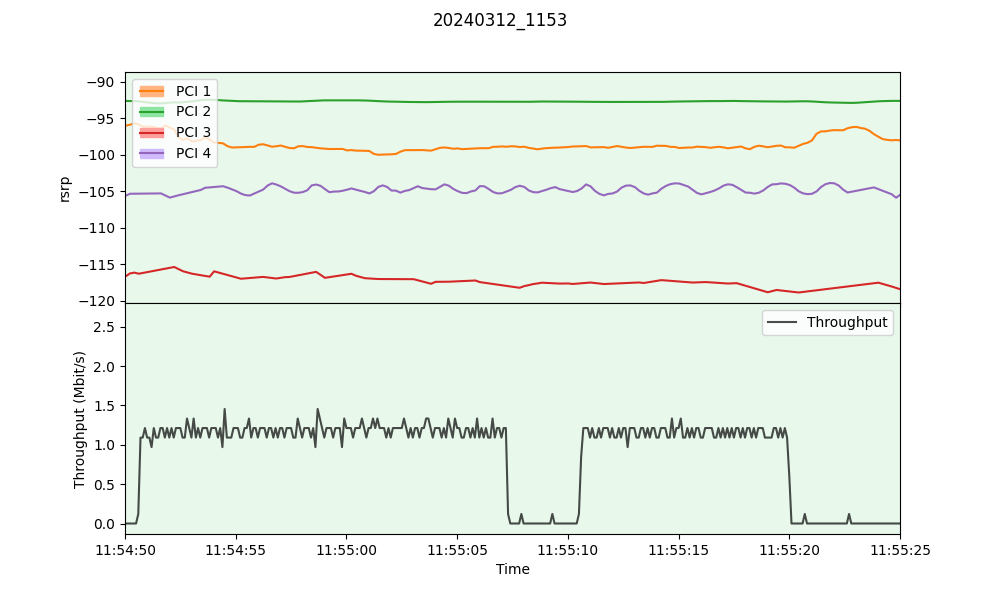 20240312_1153
rsrp
−90
−95
−100
−105
−110
−115
−120
PCI 1
PCI 2
PCI 3
PCI 4
Throughput (Mbit/s)
2.5
2.0
1.5
1.0
0.5
0.0
Throughput
11:54:50 11:54:55 11:55:00 11:55:05 11:55:10 11:55:15 11:55:20 11:55:25
Time